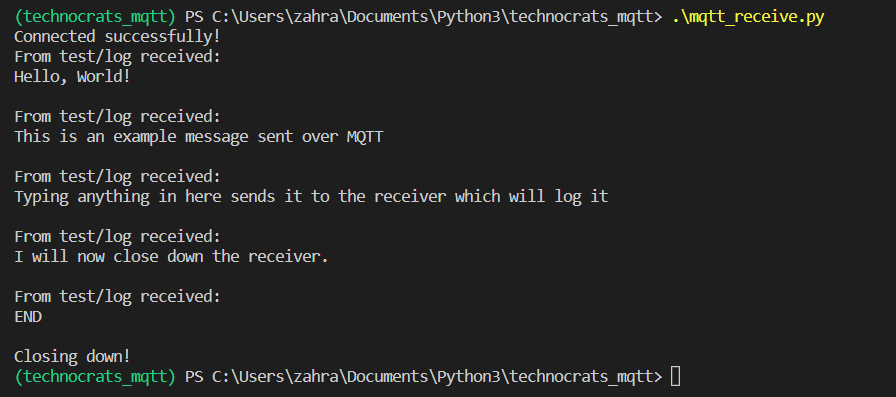 (technocrats_mqtt) PS C:\Users\zahra\Documents\Python3\technocrats_mqtt> .\mqtt_receive.py
Connected successfully!
From test/log received:
Hello, World!
From test/log received:
This is an example message sent over MQTT
From test/log received:
Typing anything in here sends it to the receiver which will log it
From test/log received:
I will now close down the receiver.
From test/log received:
END
Closing down!
(technocrats_mqtt) PS C:\Users\zahra\Documents\Python3\technocrats_mqtt>